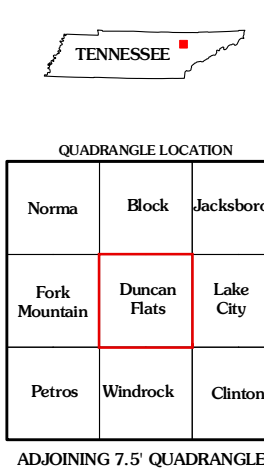 TENNESSEE
QUADRANGLE LOCATION
Norma Block Jacksboro
Fork Mountain Duncan Flats Lake City
Petros Windrock Clinton
ADJOINING 7.5' QUADRANGLE